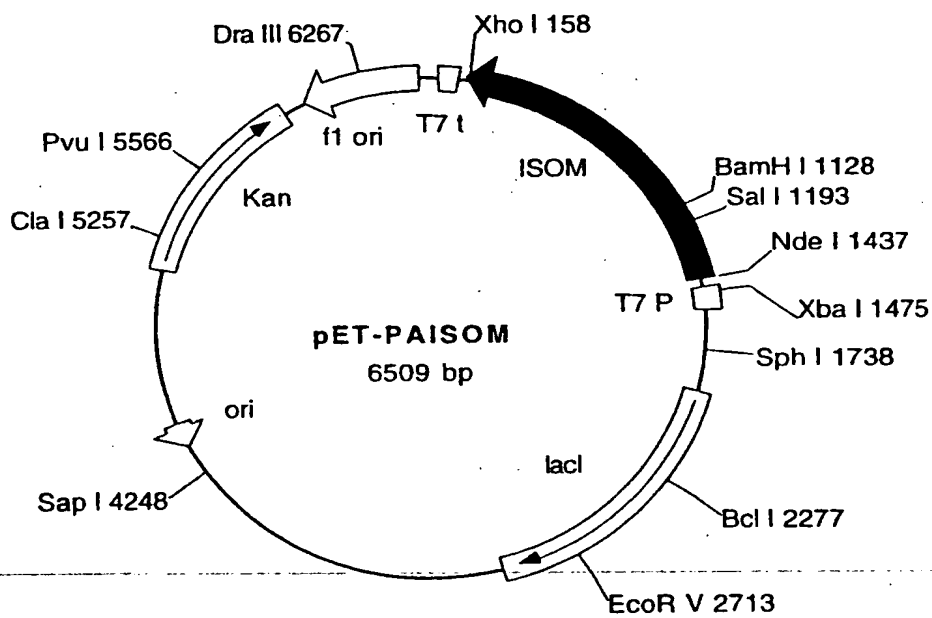 Dra III 6267
Xho I 158
T7 t
f1 ori
Pvu I 5566
ISOM
BamH I 1128
Sal I 1193
Kan
Cla I 5257
Nde I 1437
T7 P
Xba I 1475
pET-PAISOM
6509 bp
Sph I 1738
ori
lacI
Sap I 4248
Bcl I 2277
EcoR V 2713